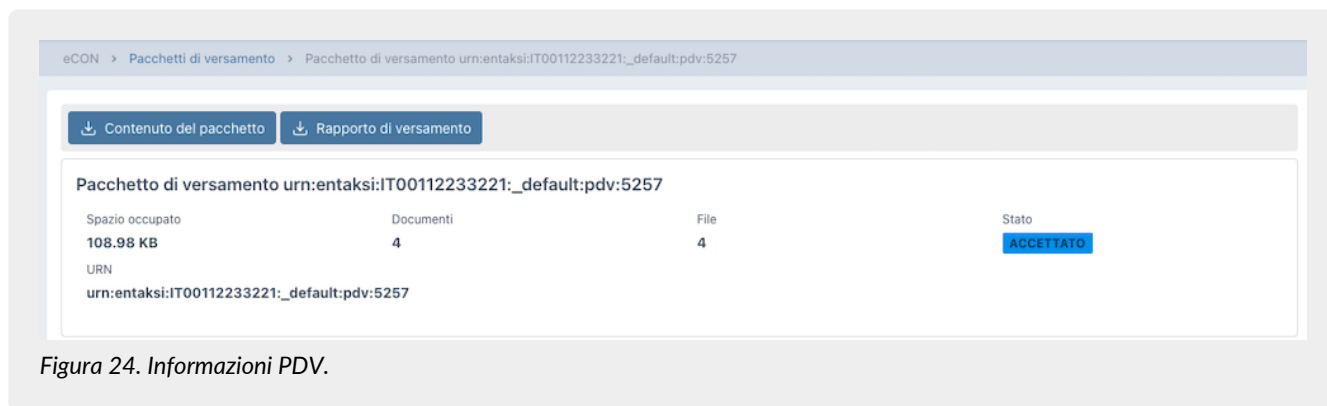 eCON > Pacchetti di versamento > Pacchetto di versamento urn:entaksi:IT00112233221:_default:pdv:5257
Contenuto del pacchetto Rapporto di versamento
Pacchetto di versamento urn:entaksi:IT00112233221:_default:pdv:5257
Spazio occupato Documenti File Stato
108.98 KB 4 4 ACCETTATO
URN
urn:entaksi:IT00112233221:_default:pdv:5257
Figura 24. Informazioni PDV.